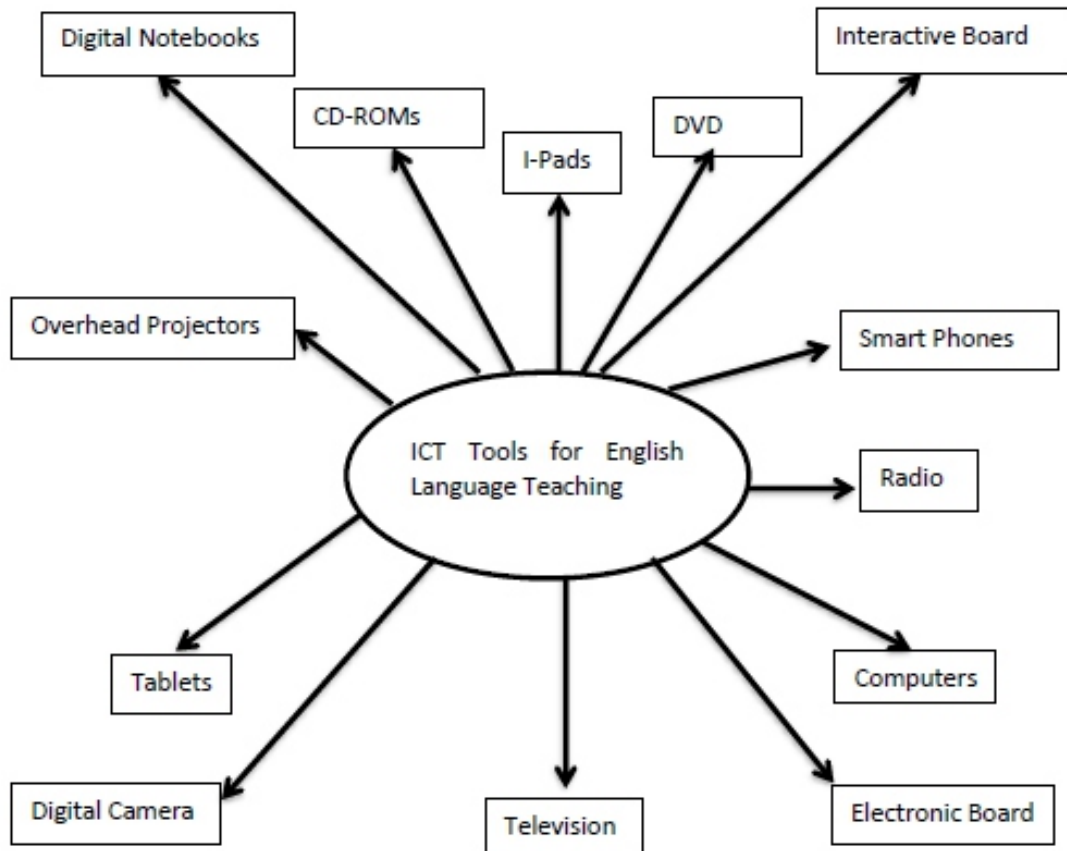 Digital Notebooks
Interactive Board
CD-ROMs
DVD
I-Pads
Overhead Projectors
Smart Phones
ICT Tools for English
Language Teaching
Radio
Tablets
Computers
Digital Camera
Television
Electronic Board